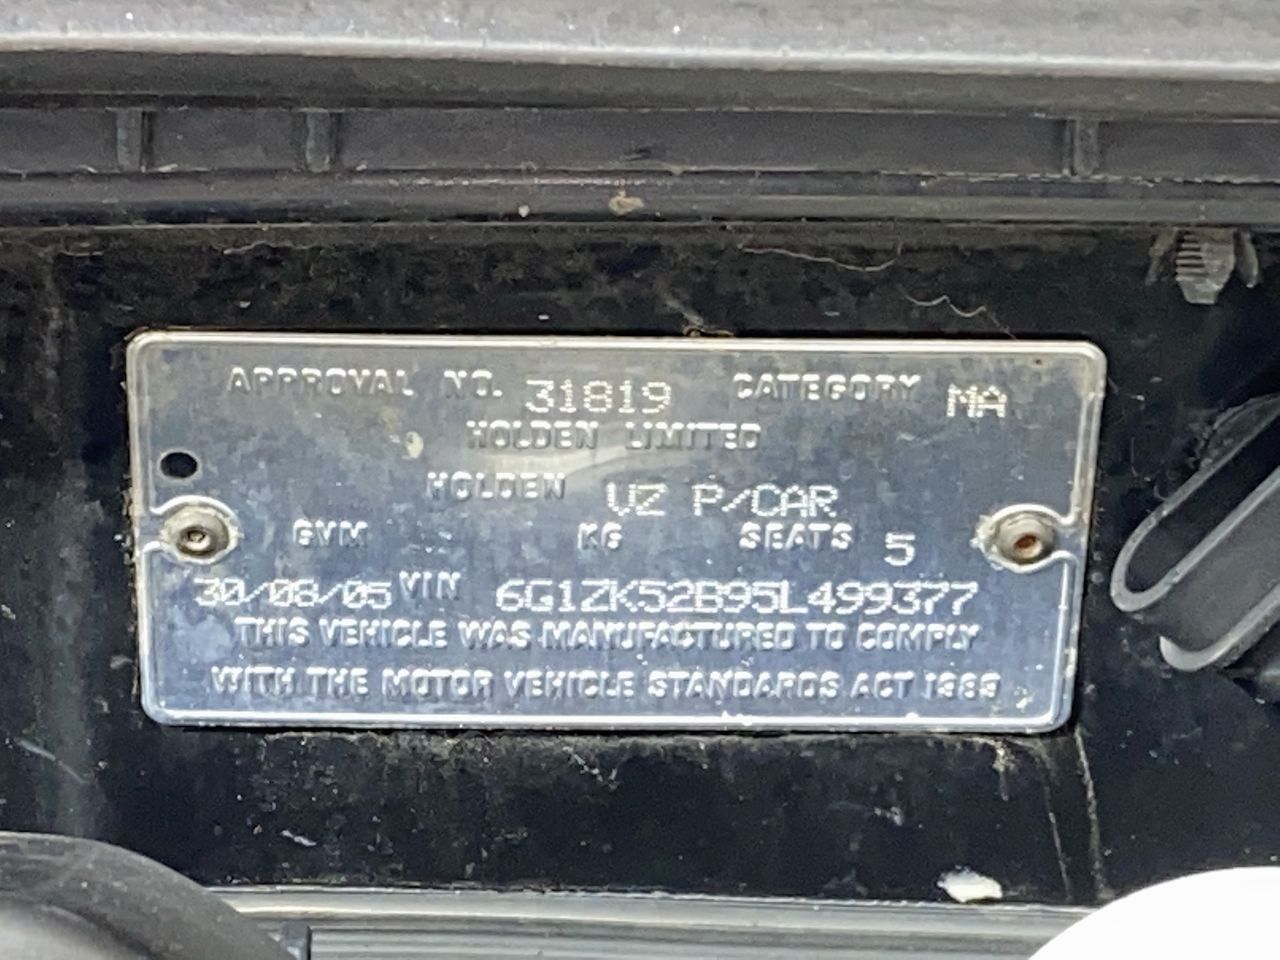 APPROVAL NO. 31819 CATEGORY MA
HOLDEN LIMITED
HOLDEN VZ P/CAR
GVM KG SEATS 5
30/08/05 VIN 6G1ZK52B95L499377
THIS VEHICLE WAS MANUFACTURED TO COMPLY
WITH THE MOTOR VEHICLE STANDARDS ACT 1989